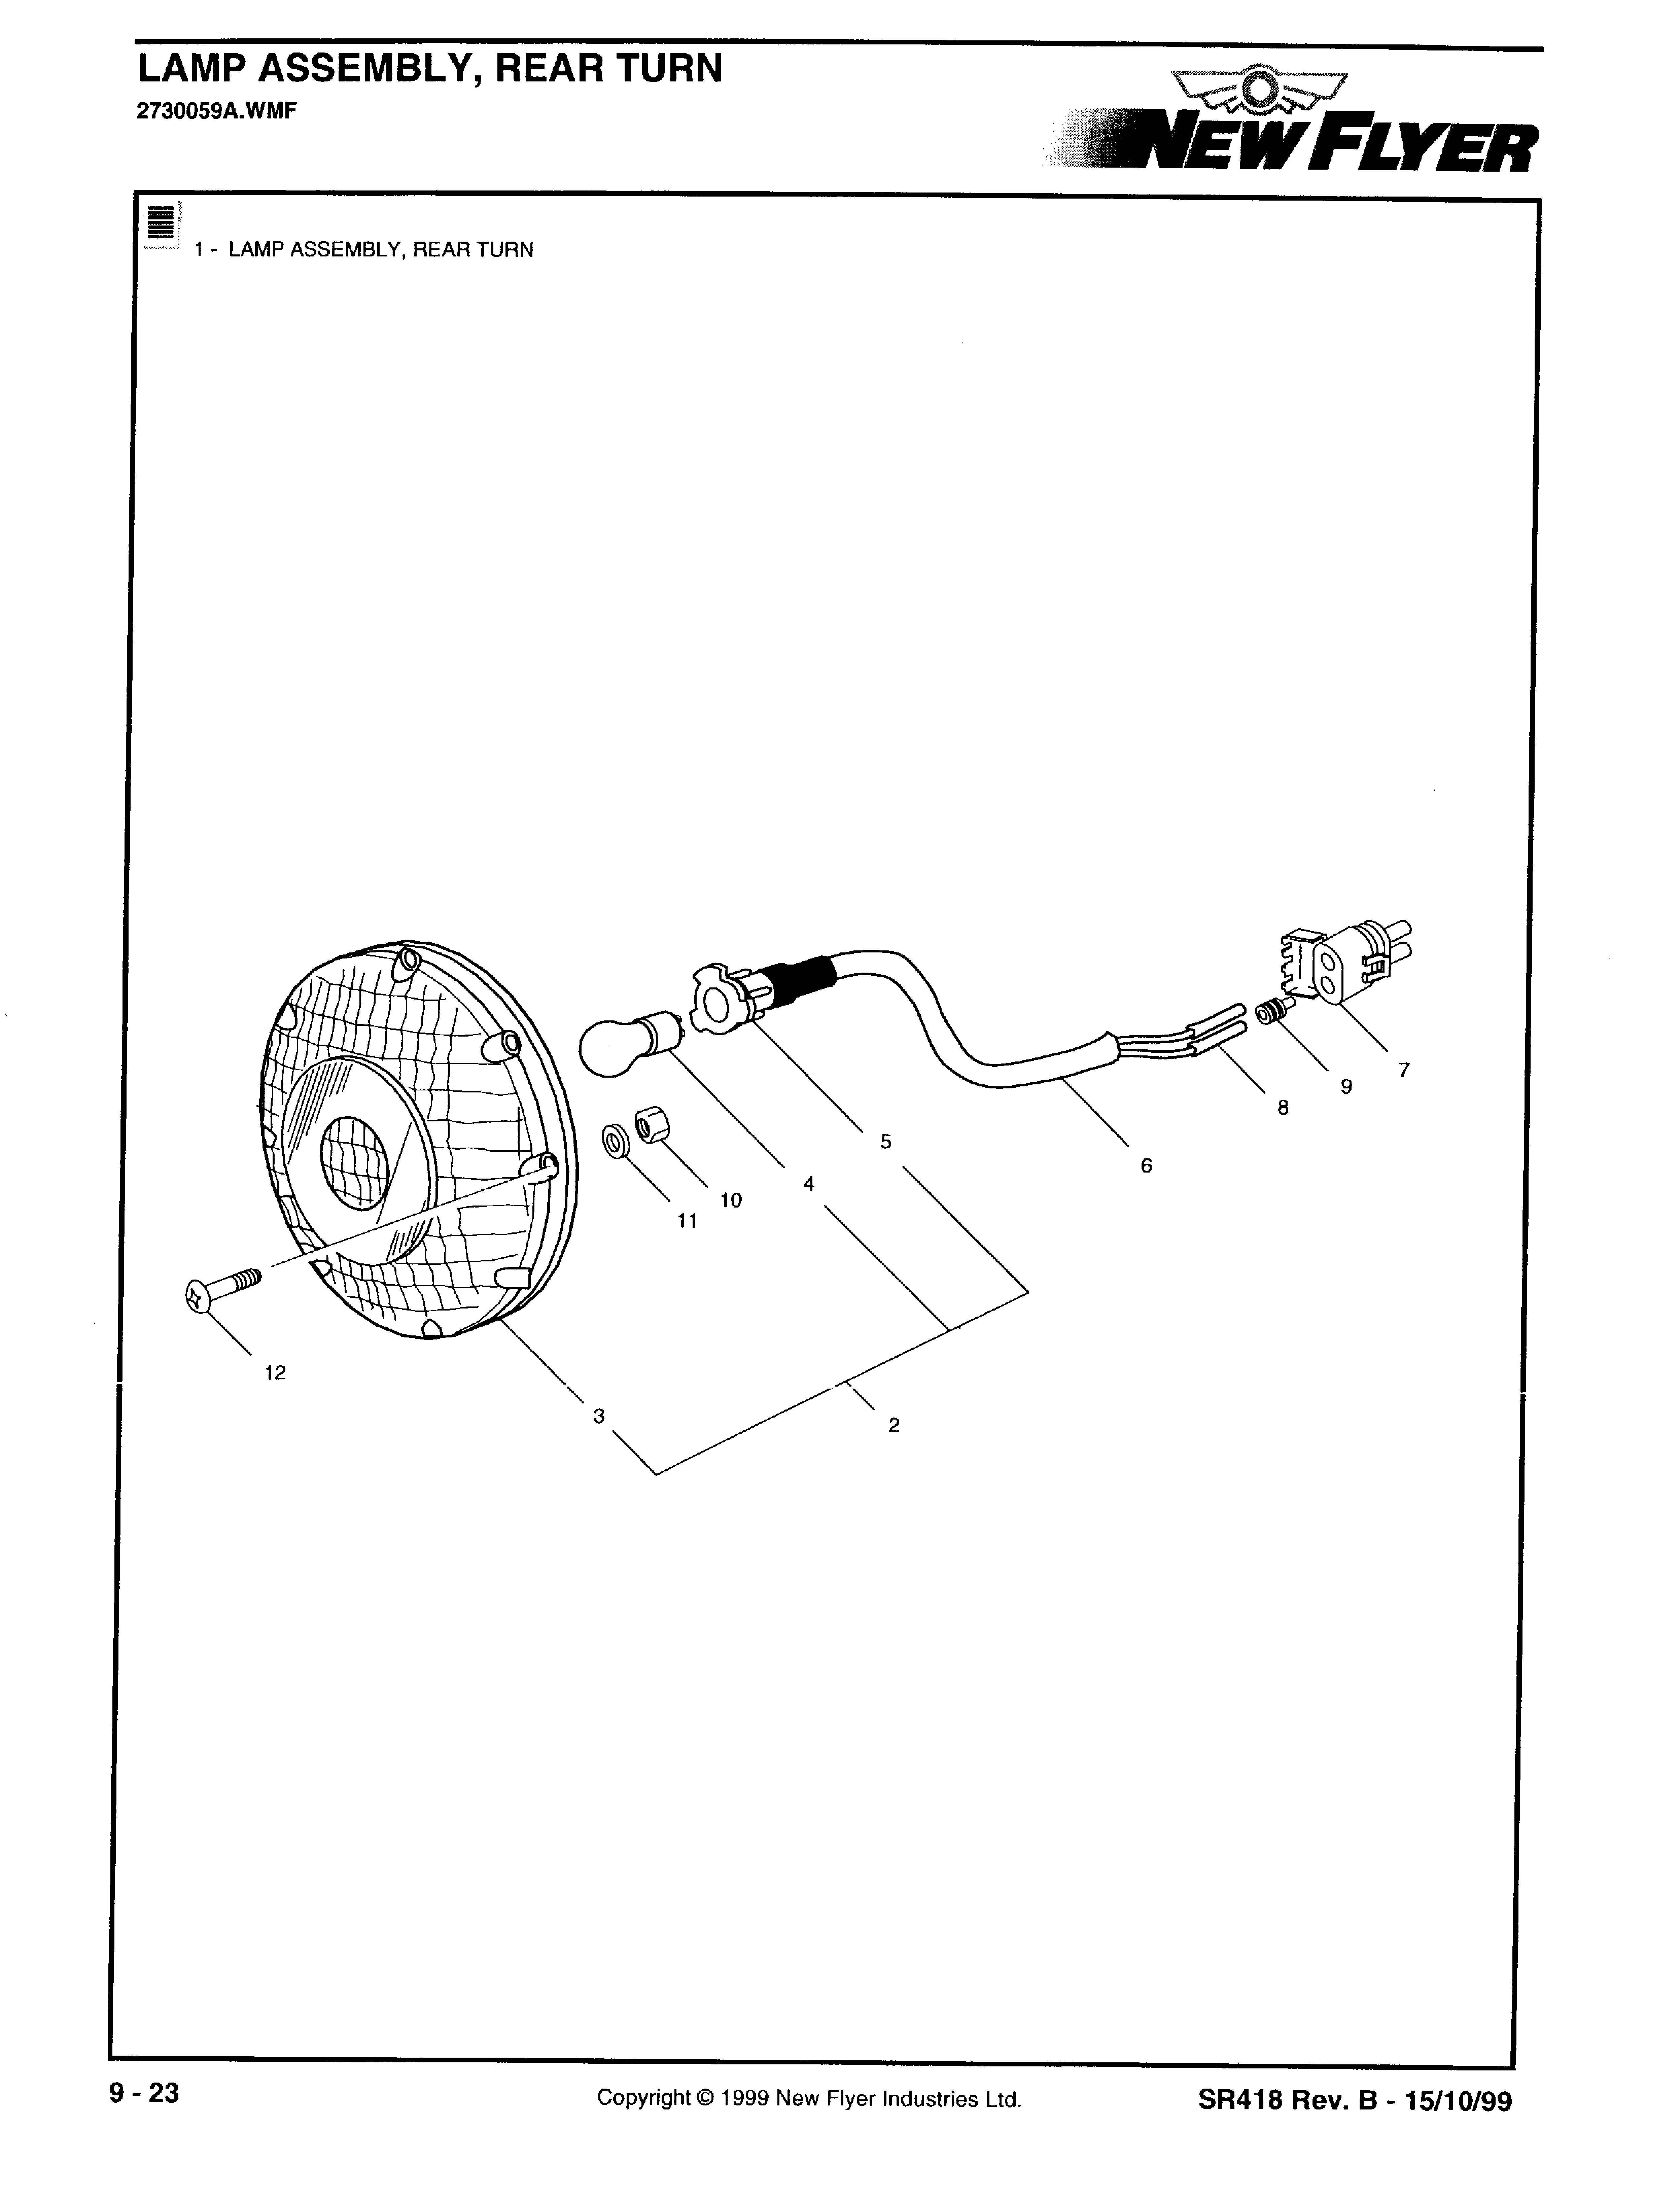 LAMP ASSEMBLY, REAR TURN
2730059A.WMF
NEW FLYER
1 - LAMP ASSEMBLY, REAR TURN
7
9
8
6
5
4
10
11
12
3
2
9 - 23
Copyright © 1999 New Flyer Industries Ltd.
SR418 Rev. B - 15/10/99